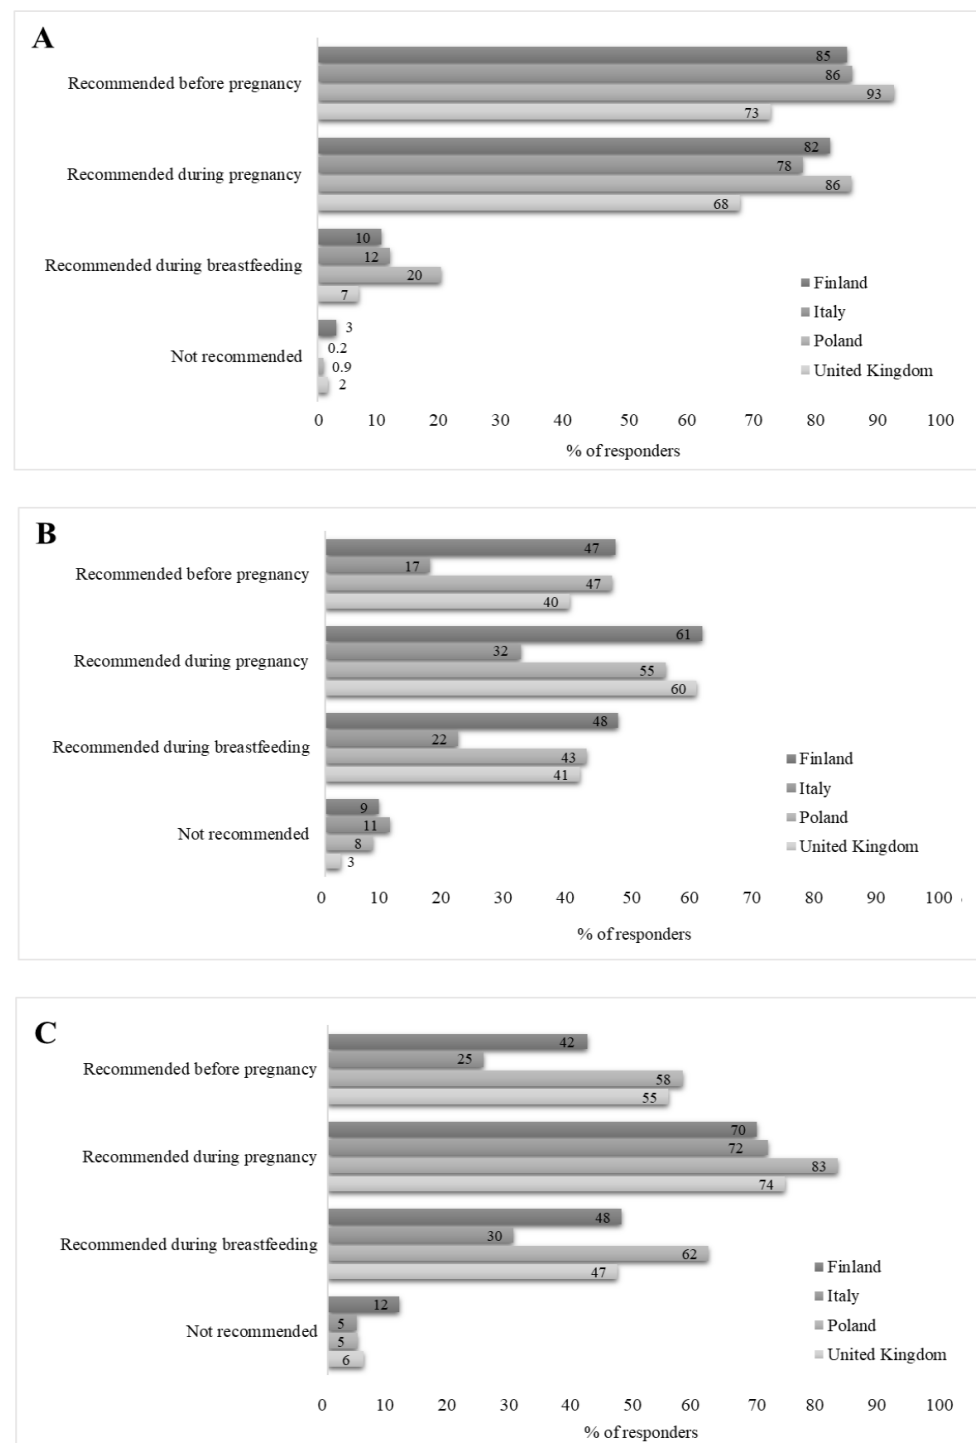 A
Recommended before pregnancy
85
86
93
73
Recommended during pregnancy
82
78
86
68
Recommended during breastfeeding
10
12
20
7
Not recommended
3
0.2
0.9
2
Finland
Italy
Poland
United Kingdom
0 10 20 30 40 50 60 70 80 90 100
% of responders
B
Recommended before pregnancy
47
17
47
40
Recommended during pregnancy
61
32
55
60
Recommended during breastfeeding
48
22
43
41
Not recommended
9
11
8
3
Finland
Italy
Poland
United Kingdom
0 10 20 30 40 50 60 70 80 90 100
% of responders
C
Recommended before pregnancy
42
25
58
55
Recommended during pregnancy
70
72
83
74
Recommended during breastfeeding
48
30
62
47
Not recommended
12
5
5
6
Finland
Italy
Poland
United Kingdom
0 10 20 30 40 50 60 70 80 90 100
% of responders